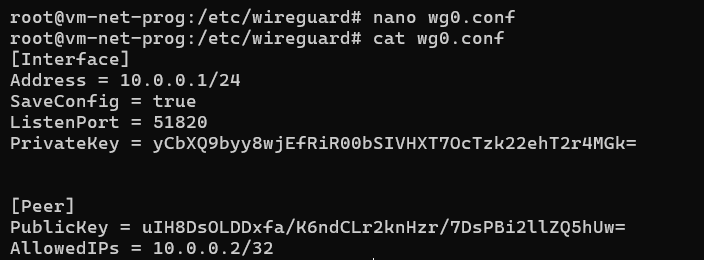 root@vm-net-prog:/etc/wireguard# nano wg0.conf
root@vm-net-prog:/etc/wireguard# cat wg0.conf
[Interface]
Address = 10.0.0.1/24
SaveConfig = true
ListenPort = 51820
PrivateKey = yCbXQ9byy8wjEfRiR00bSIVHXT7OcTzk22ehT2r4MGk=
[Peer]
PublicKey = uIH8DsOLDDxfa/K6ndCLr2knHzr/7DsPBi2llZQ5hUw=
AllowedIPs = 10.0.0.2/32